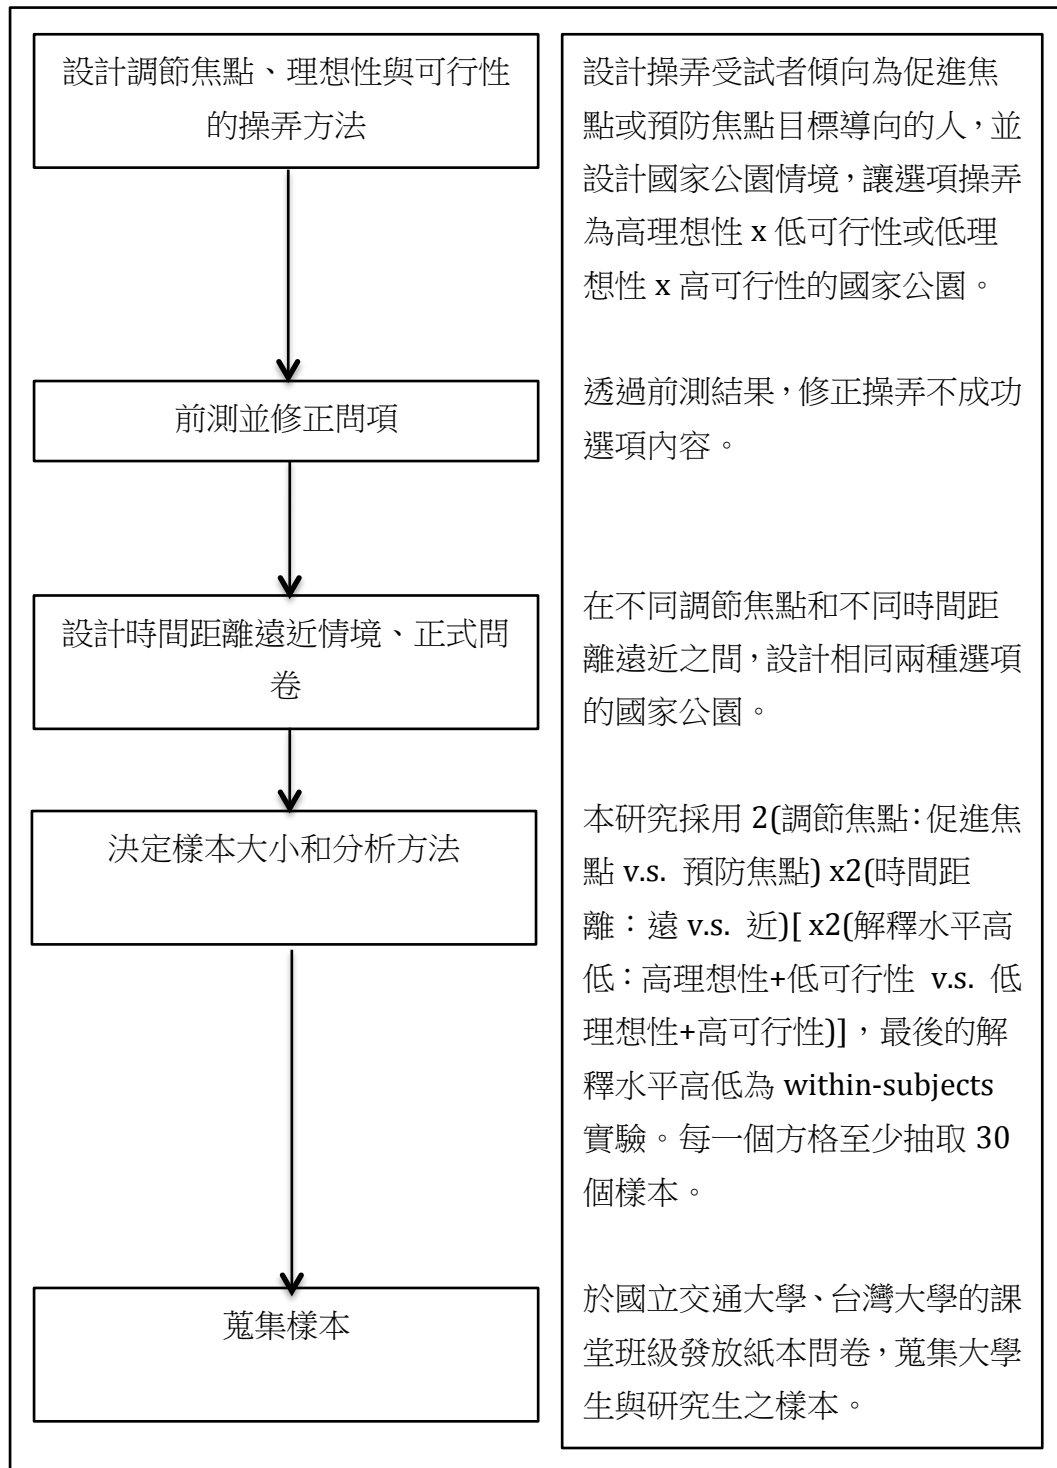 設計調節焦點、理想性與可行性
的操弄方法
設計操弄受試者傾向為促進焦
點或預防焦點目標導向的人，並
設計國家公園情境，讓選項操弄
為高理想性 x 低可行性或低理
想性 x 高可行性的國家公園。
前測並修正問項
透過前測結果，修正操弄不成功
選項內容。
設計時間距離遠近情境、正式問
卷
在不同調節焦點和不同時間距
離遠近之間，設計相同兩種選項
的國家公園。
決定樣本大小和分析方法
本研究採用 2(調節焦點：促進焦
點 v.s. 預防焦點) x2(時間距
離：遠 v.s. 近)[ x2(解釋水平高
低：高理想性+低可行性 v.s. 低
理想性+高可行性)]，最後的解
釋水平高低為 within-subjects
實驗。每一個方格至少抽取 30
個樣本。
蒐集樣本
於國立交通大學、台灣大學的課
堂班級發放紙本問卷，蒐集大學
生與研究生之樣本。